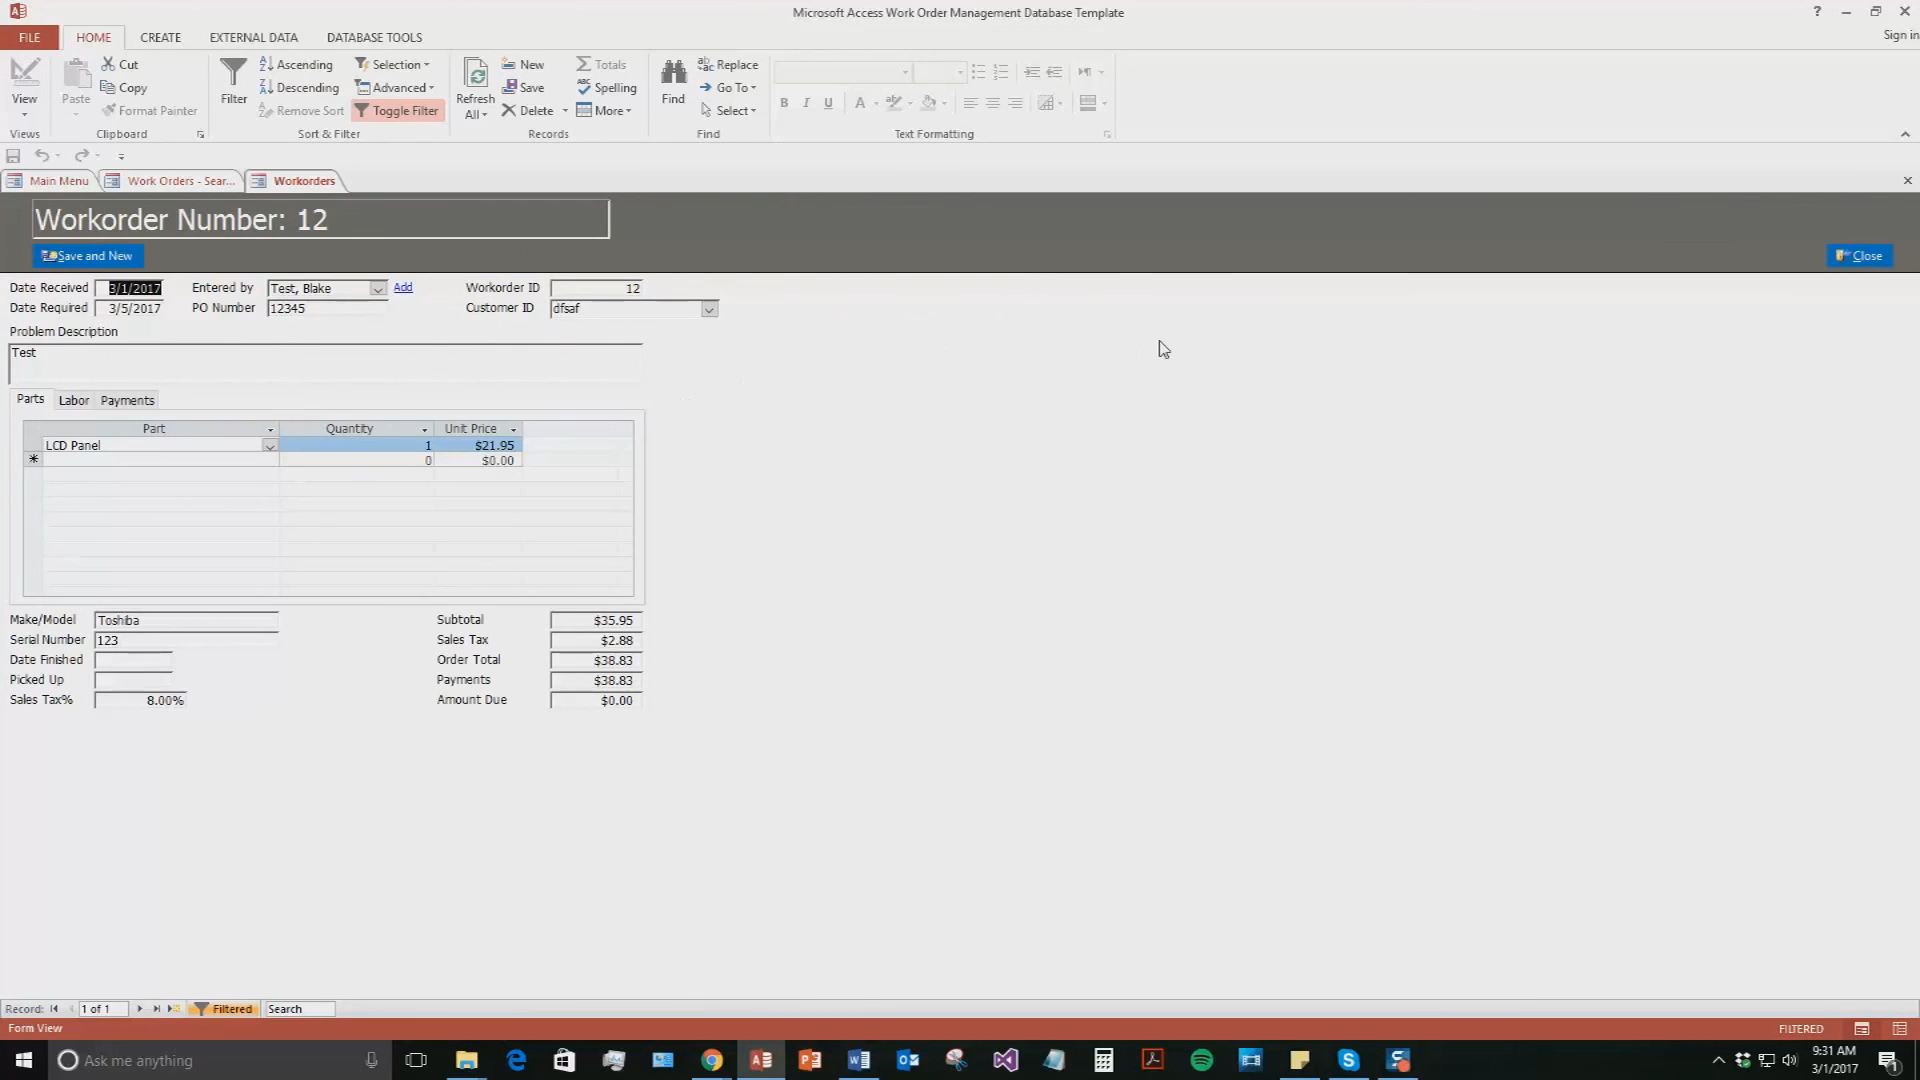 Microsoft Access Work Order Management Database Template
?
Sign in
FILE HOME CREATE EXTERNAL DATA DATABASE TOOLS
View
Views
Paste
Cut
Copy
Format Painter
Clipboard
Filter
Ascending
Descending
Remove Sort
Selection
Advanced
Toggle Filter
Sort & Filter
Refresh
All
New
Save
Delete
Totals
Spelling
More
Records
Find
Replace
Go To
Select
Find
B I U A
Text Formatting
Main Menu Work Orders - Sear... Workorders
Workorder Number: 12
Save and New Close
Date Received 3/1/2017 Entered by Test, Blake Add Workorder ID 12
Date Required 3/5/2017 PO Number 12345 Customer ID dfsaf
Problem Description
Test
Parts Labor Payments
Part Quantity Unit Price
LCD Panel 1 $21.95
* 0 $0.00
Make/Model Toshiba Subtotal $35.95
Serial Number 123 Sales Tax $2.88
Date Finished Order Total $38.83
Picked Up Payments $38.83
Sales Tax% 8.00% Amount Due $0.00
Record: 1 of 1 Filtered Search
Form View FILTERED
Ask me anything
9:31 AM
3/1/2017
1